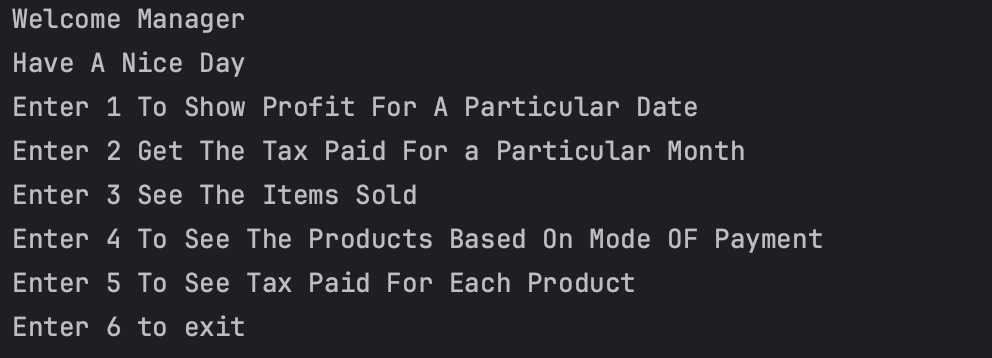 Welcome Manager
Have A Nice Day
Enter 1 To Show Profit For A Particular Date
Enter 2 Get The Tax Paid For a Particular Month
Enter 3 See The Items Sold
Enter 4 To See The Products Based On Mode OF Payment
Enter 5 To See Tax Paid For Each Product
Enter 6 to exit